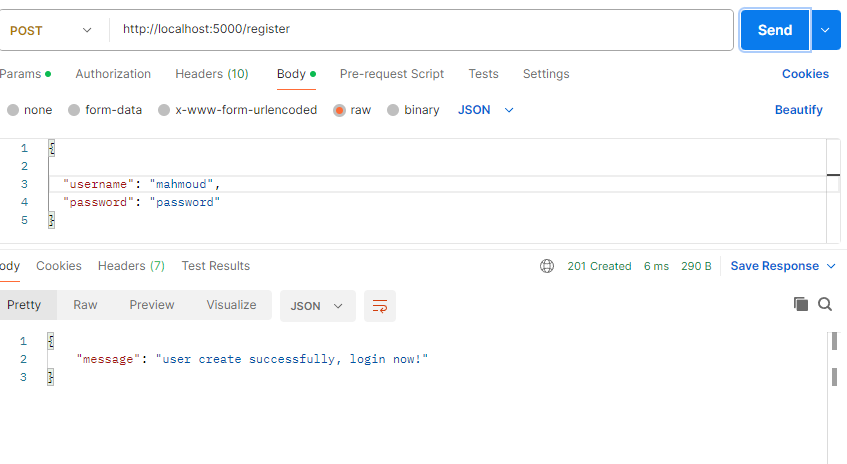 POST http://localhost:5000/register Send
Params Authorization Headers (10) Body Pre-request Script Tests Settings Cookies
none form-data x-www-form-urlencoded raw binary JSON Beautify
1 {
2
3 "username": "mahmoud",
4 "password": "password"
5 }
ody Cookies Headers (7) Test Results 201 Created 6 ms 290 B Save Response
Pretty Raw Preview Visualize JSON
1 {
2 "message": "user create successfully, login now!"
3 }